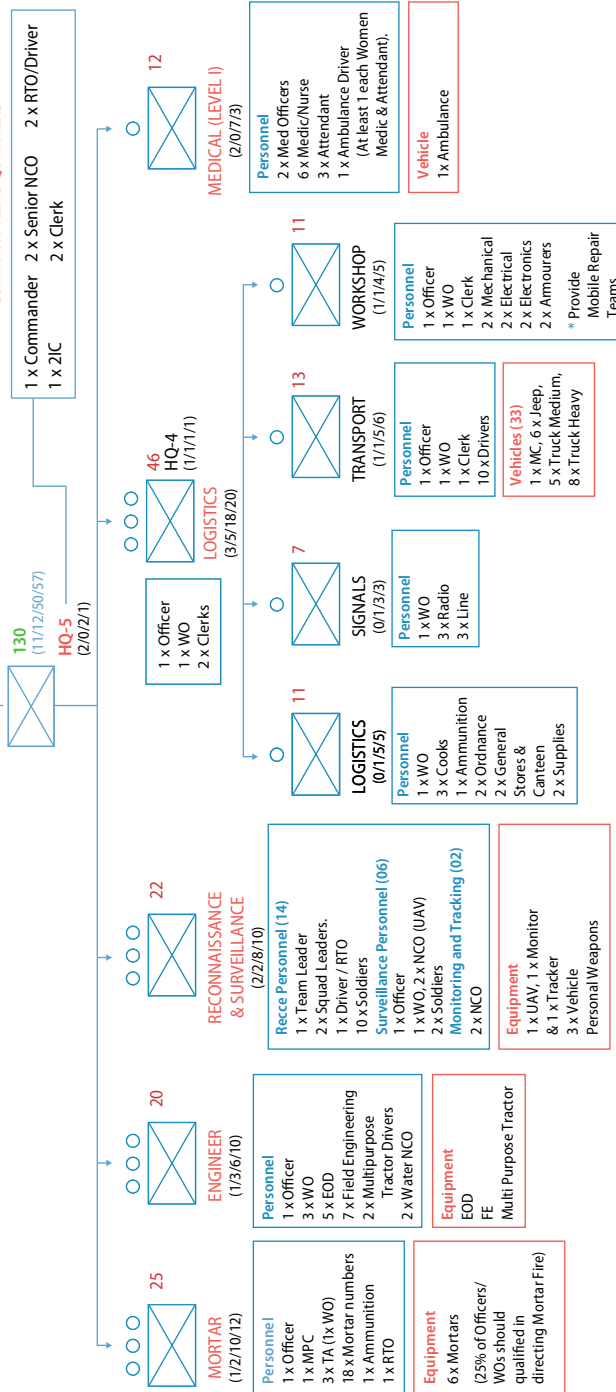 1 x Commander 2 x Senior NCO 2 x RTO/Driver
1 x 2IC 2 x Clerk
130
(11/12/50/57)
HQ-5
(2/0/2/1)
25
MORTAR
(1/2/10/12)
Personnel
1 x Officer
1 x MPC
3 x TA (1x WO)
18 x Mortar numbers
1 x Ammunition
1 x RTO
Equipment
6 x Mortars
(25% of Officers/
WOs should
qualified in
directing Mortar Fire)
20
ENGINEER
(1/3/6/10)
Personnel
1 x Officer
3 x WO
5 x EOD
7 x Field Engineering
2 x Multipurpose
Tractor Drivers
2 x Water NCO
Equipment
EOD
FE
Multi Purpose Tractor
22
RECONNAISSANCE
& SURVEILLANCE
(2/2/8/10)
Recce Personnel (14)
1 x Team Leader
2 x Squad Leaders.
1 x Driver / RTO
10 x Soldiers
Surveillance Personnel (06)
1 x Officer
1 x WO, 2 x NCO (UAV)
2 x Soldiers
Monitoring and Tracking (02)
2 x NCO
Equipment
1 x UAV, 1 x Monitor
& 1 x Tracker
3 x Vehicle
Personal Weapons
46
HQ-4
(1/1/1/1)
LOGISTICS
(3/5/18/20)
1 x Officer
1 x WO
2 x Clerks
11
LOGISTICS
(0/1/5/5)
Personnel
1 x WO
3 x Cooks
1 x Ammunition
2 x Ordnance
2 x General
Stores &
Canteen
2 x Supplies
7
SIGNALS
(0/1/3/3)
Personnel
1 x WO
3 x Radio
3 x Line
13
TRANSPORT
(1/1/5/6)
Personnel
1 x Officer
1 x WO
1 x Clerk
10 x Drivers
Vehicles (33)
1 x MC, 6 x Jeep,
5 x Truck Medium,
8 x Truck Heavy
11
WORKSHOP
(1/1/4/5)
Personnel
1 x Officer
1 x WO
1 x Clerk
2 x Mechanical
2 x Electrical
2 x Electronics
2 x Armourers
* Provide
Mobile Repair
Teams
12
MEDICAL (LEVEL I)
(2/0/7/3)
Personnel
2 x Med Officers
6 x Medic/Nurse
3 x Attendant
1 x Ambulance Driver
(At least 1 each Women
Medic & Attendant).
Vehicle
1 x Ambulance